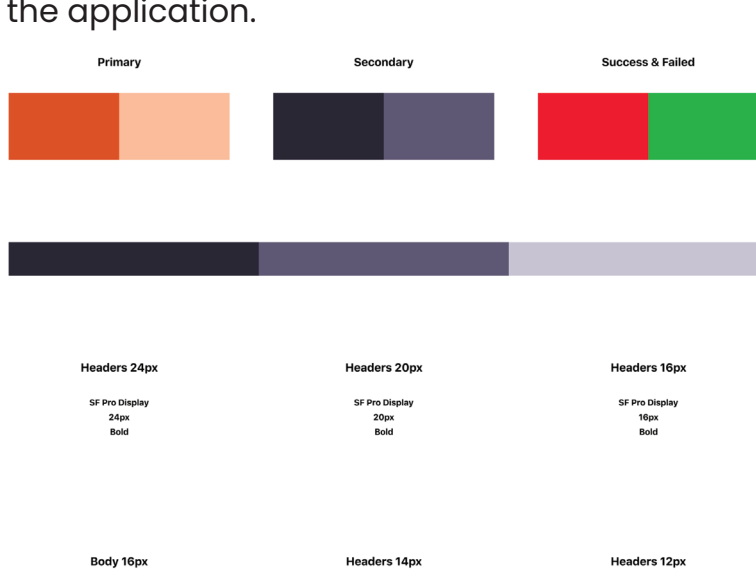 the application.
Primary
Secondary
Success & Failed
Headers 24px
Headers 20px
Headers 16px
SF Pro Display
24px
Bold
SF Pro Display
20px
Bold
SF Pro Display
16px
Bold
Body 16px
Headers 14px
Headers 12px